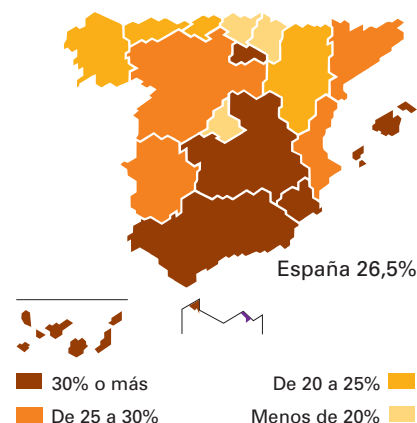 España 26,5%
30% o más
De 20 a 25%
De 25 a 30%
Menos de 20%